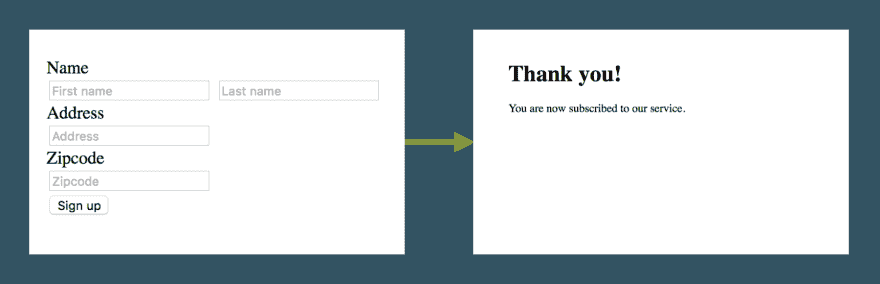 Name
First name Last name
Address
Address
Zipcode
Zipcode
Sign up
Thank you!
You are now subscribed to our service.